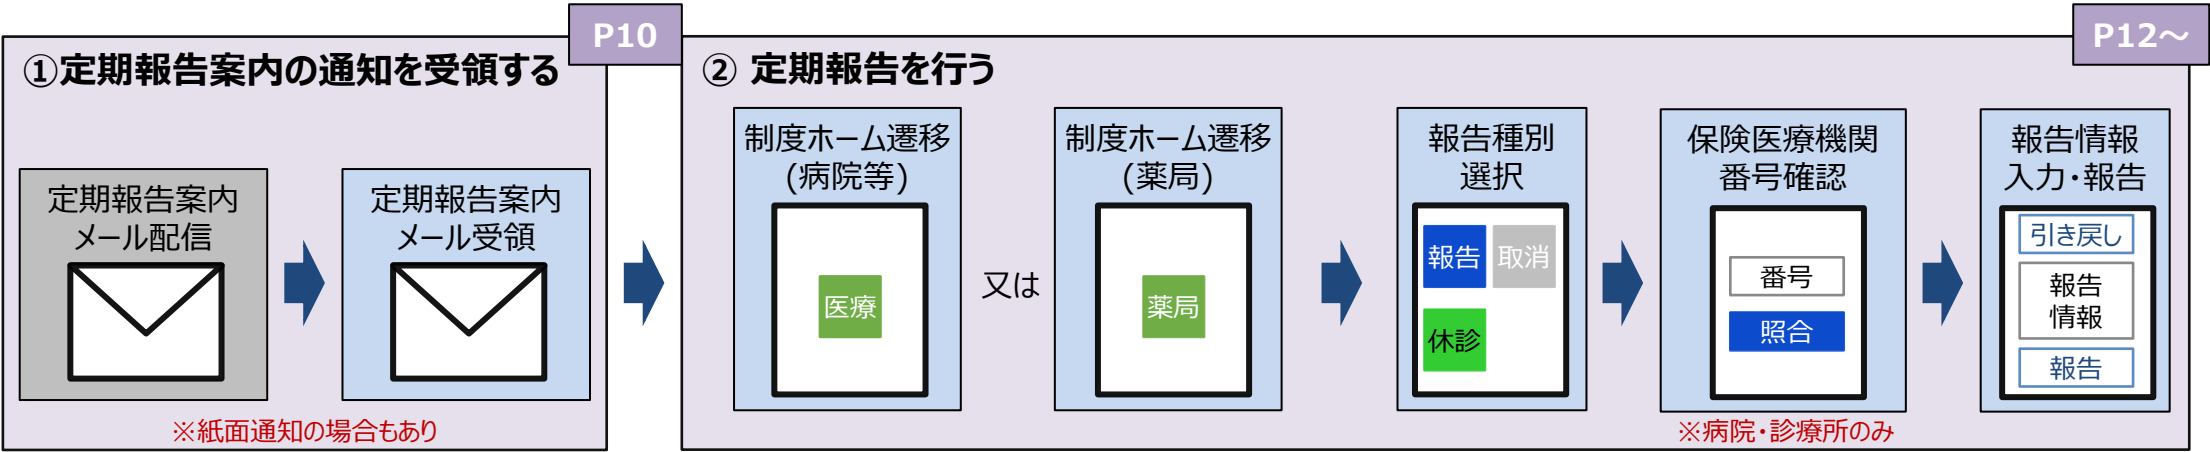 P10
①定期報告案内の通知を受領する
定期報告案内
メール配信
定期報告案内
メール受領
※紙面通知の場合もあり
P12～
② 定期報告を行う
制度ホーム遷移
(病院等)
医療
又は
制度ホーム遷移
(薬局)
薬局
報告種別
選択
報告
取消
休診
保険医療機関
番号確認
番号
照合
※病院・診療所のみ
報告情報
入力・報告
引き戻し
報告
情報
報告